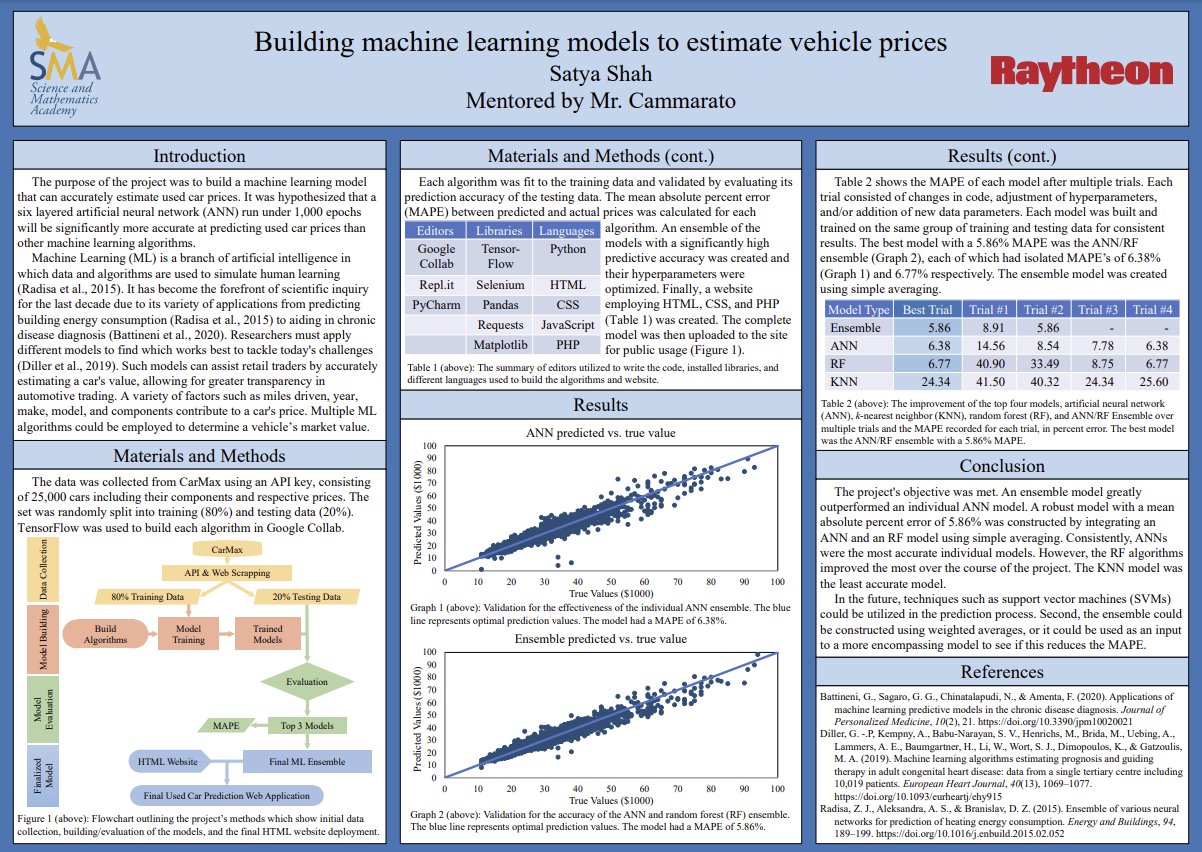 SMA
Science and
Mathematics
Academy
Building machine learning models to estimate vehicle prices
Satya Shah
Mentored by Mr. Cammarato
Raytheon
Introduction
The purpose of the project was to build a machine learning model
that can accurately estimate used car prices. It was hypothesized that a
six layered artificial neural network (ANN) run under 1,000 epochs
will be significantly more accurate at predicting used car prices than
other machine learning algorithms.
Machine Learning (ML) is a branch of artificial intelligence in
which data and algorithms are used to simulate human learning
(Radisa et al., 2015). It has become the forefront of scientific inquiry
for the last decade due to its variety of applications from predicting
building energy consumption (Radisa et al., 2015) to aiding in chronic
disease diagnosis (Battineni et al., 2020). Researchers must apply
different models to find which works best to tackle today's challenges
(Diller et al., 2019). Such models can assist retail traders by accurately
estimating a car's value, allowing for greater transparency in
automotive trading. A variety of factors such as miles driven, year,
make, model, and components contribute to a car's price. Multiple ML
algorithms could be employed to determine a vehicle's market value.
Materials and Methods
The data was collected from CarMax using an API key, consisting
of 25,000 cars including their components and respective prices. The
set was randomly split into training (80%) and testing data (20%).
TensorFlow was used to build each algorithm in Google Collab.
Data Collection
CarMax
API & Web Scrapping
80% Training Data
20% Testing Data
Model Building
Build
Algorithms
Model
Training
Trained
Models
Model
Evaluation
Evaluation
MAPE
Top 3 Models
Finalized
Model
HTML Website
Final ML Ensemble
Final Used Car Prediction Web Application
Figure 1 (above): Flowchart outlining the project's methods which show initial data
collection, building/evaluation of the models, and the final HTML website deployment.
Materials and Methods (cont.)
Each algorithm was fit to the training data and validated by evaluating its
prediction accuracy of the testing data. The mean absolute percent error
(MAPE) between predicted and actual prices was calculated for each
algorithm. An ensemble of the
models with a significantly high
predictive accuracy was created and
their hyperparameters were
optimized. Finally, a website
employing HTML, CSS, and PHP
(Table 1) was created. The complete
model was then uploaded to the site
for public usage (Figure 1).
Editors Libraries Languages
Google Collab Tensor-Flow Python
Repl.it Selenium HTML
PyCharm Pandas CSS
Requests JavaScript
Matplotlib PHP
Table 1 (above): The summary of editors utilized to write the code, installed libraries, and
different languages used to build the algorithms and website.
Results
ANN predicted vs. true value
Predicted Values ($1000)
100
90
80
70
60
50
40
30
20
10
0
0 10 20 30 40 50 60 70 80 90 100
True Values ($1000)
Graph 1 (above): Validation for the effectiveness of the individual ANN ensemble. The blue
line represents optimal prediction values. The model had a MAPE of 6.38%.
Ensemble predicted vs. true value
Predicted Values ($1000)
100
90
80
70
60
50
40
30
20
10
0
0 10 20 30 40 50 60 70 80 90 100
True Values ($1000)
Graph 2 (above): Validation for the accuracy of the ANN and random forest (RF) ensemble.
The blue line represents optimal prediction values. The model had a MAPE of 5.86%.
Results (cont.)
Table 2 shows the MAPE of each model after multiple trials. Each
trial consisted of changes in code, adjustment of hyperparameters,
and/or addition of new data parameters. Each model was built and
trained on the same group of training and testing data for consistent
results. The best model with a 5.86% MAPE was the ANN/RF
ensemble (Graph 2), each of which had isolated MAPE's of 6.38%
(Graph 1) and 6.77% respectively. The ensemble model was created
using simple averaging.
Model Type Best Trial Trial #1 Trial #2 Trial #3 Trial #4
Ensemble 5.86 8.91 5.86 - -
ANN 6.38 14.56 8.54 7.78 6.38
RF 6.77 40.90 33.49 8.75 6.77
KNN 24.34 41.50 40.32 24.34 25.60
Table 2 (above): The improvement of the top four models, artificial neural network
(ANN), k-nearest neighbor (KNN), random forest (RF), and ANN/RF Ensemble over
multiple trials and the MAPE recorded for each trial, in percent error. The best model
was the ANN/RF ensemble with a 5.86% MAPE.
Conclusion
The project's objective was met. An ensemble model greatly
outperformed an individual ANN model. A robust model with a mean
absolute percent error of 5.86% was constructed by integrating an
ANN and an RF model using simple averaging. Consistently, ANNs
were the most accurate individual models. However, the RF algorithms
improved the most over the course of the project. The KNN model was
the least accurate model.
In the future, techniques such as support vector machines (SVMs)
could be utilized in the prediction process. Second, the ensemble could
be constructed using weighted averages, or it could be used as an input
to a more encompassing model to see if this reduces the MAPE.
References
Battineni, G., Sagaro, G. G., Chinatalapudi, N., & Amenta, F. (2020). Applications of
machine learning predictive models in the chronic disease diagnosis. Journal of
Personalized Medicine, 10(2), 21. https://doi.org/10.3390/jpm10020021
Diller, G. -.P, Kempny, A., Babu-Narayan, S. V., Henrichs, M., Brida, M., Uebing, A.,
Lammers, A. E., Baumgartner, H., Li, W., Wort, S. J., Dimopoulos, K., & Gatzoulis,
M. A. (2019). Machine learning algorithms estimating prognosis and guiding
therapy in adult congenital heart disease: data from a single tertiary centre including
10,019 patients. European Heart Journal, 40(13), 1069–1077.
https://doi.org/10.1093/eurheartj/ehy915
Radisa, Z. J., Aleksandra, A. S., & Branislav, D. Z. (2015). Ensemble of various neural
networks for prediction of heating energy consumption. Energy and Buildings, 94,
189–199. https://doi.org/10.1016/j.enbuild.2015.02.052